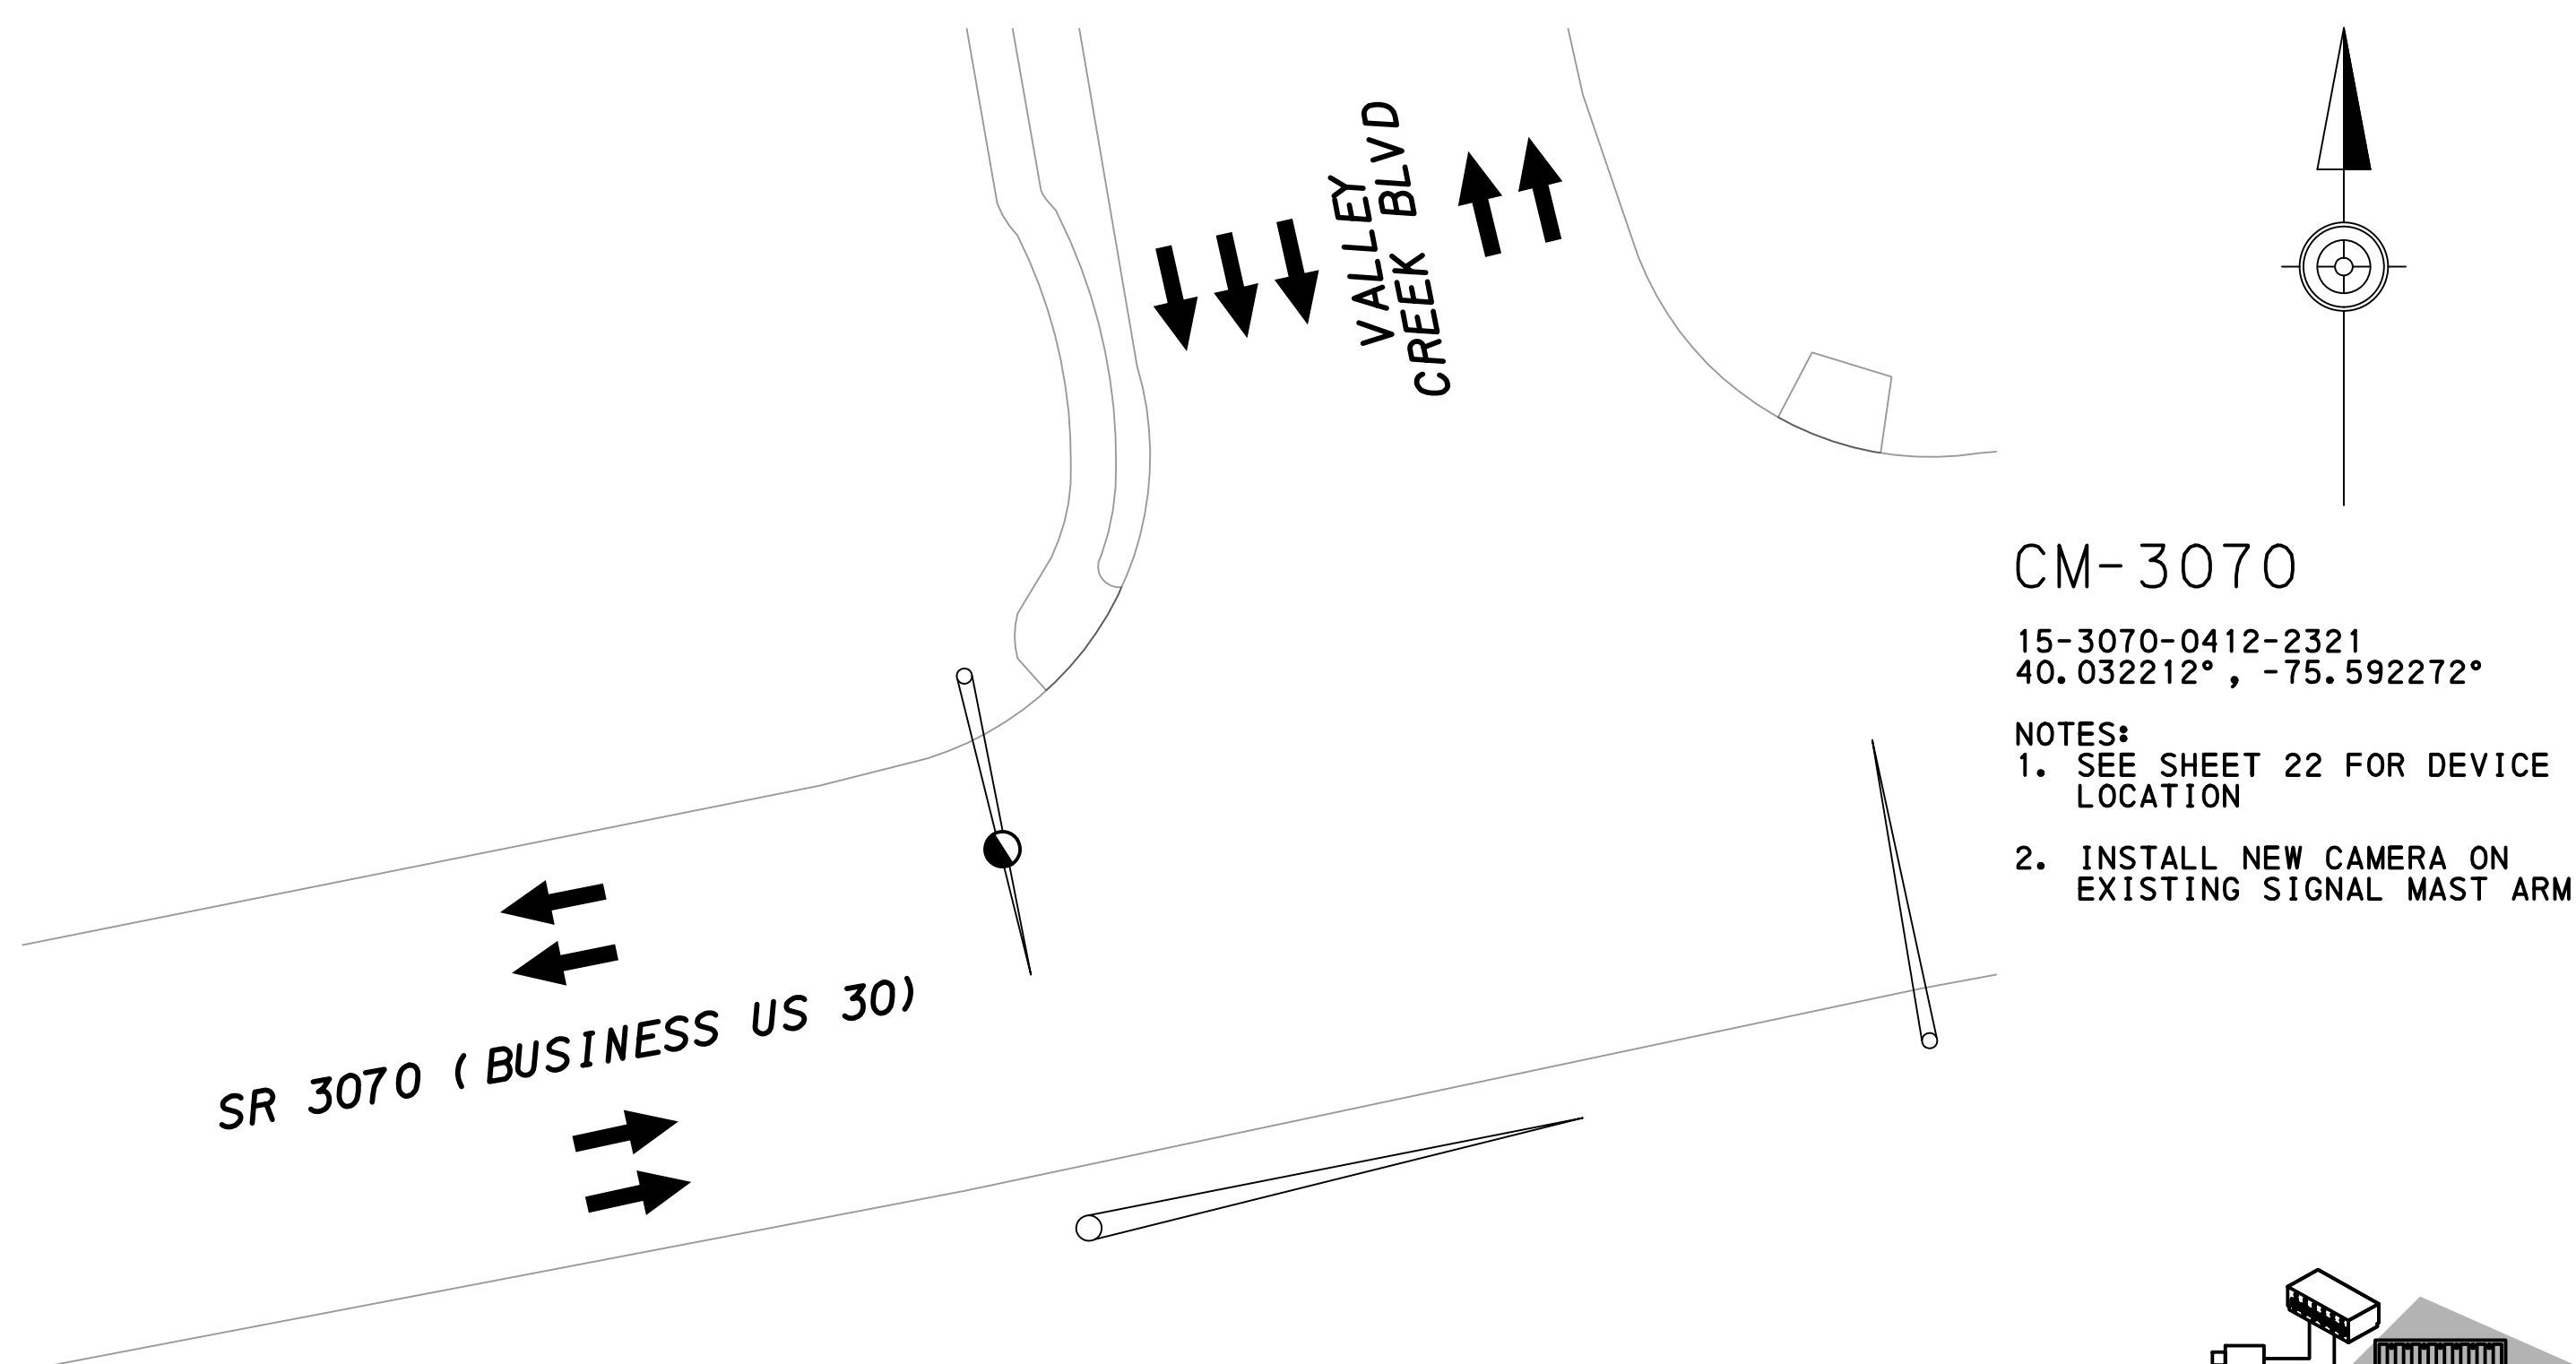 VALLEY
CREEK BLVD
CM-3070
15-3070-0412-2321
40.032212°, -75.592272°
NOTES:
1. SEE SHEET 22 FOR DEVICE
LOCATION
2. INSTALL NEW CAMERA ON
EXISTING SIGNAL MAST ARM
SR 3070 (BUSINESS US 30)